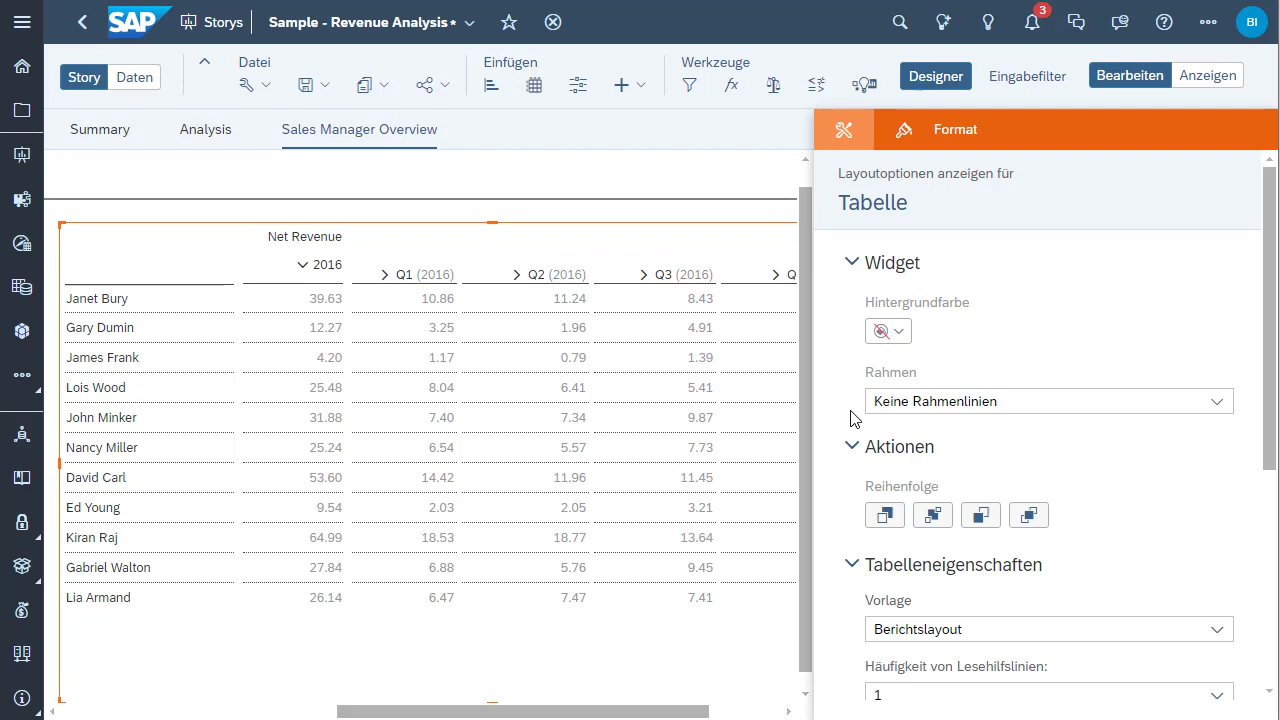 SAP
Storys
Sample - Revenue Analysis *
3
BI
Story
Daten
Datei
Einfügen
Werkzeuge
Designer
Eingabefilter
Bearbeiten
Anzeigen
Summary
Analysis
Sales Manager Overview
Format
Layoutoptionen anzeigen für
Tabelle
Net Revenue
2016 Q1 (2016) Q2 (2016) Q3 (2016) Q
Janet Bury 39.63 10.86 11.24 8.43
Gary Dumin 12.27 3.25 1.96 4.91
James Frank 4.20 1.17 0.79 1.39
Lois Wood 25.48 8.04 6.41 5.41
John Minker 31.88 7.40 7.34 9.87
Nancy Miller 25.24 6.54 5.57 7.73
David Carl 53.60 14.42 11.96 11.45
Ed Young 9.54 2.03 2.05 3.21
Kiran Raj 64.99 18.53 18.77 13.64
Gabriel Walton 27.84 6.88 5.76 9.45
Lia Armand 26.14 6.47 7.47 7.41
Widget
Hintergrundfarbe
Rahmen
Keine Rahmenlinien
Aktionen
Reihenfolge
Tabelleneigenschaften
Vorlage
Berichtslayout
Häufigkeit von Lesehilfslinien:
1